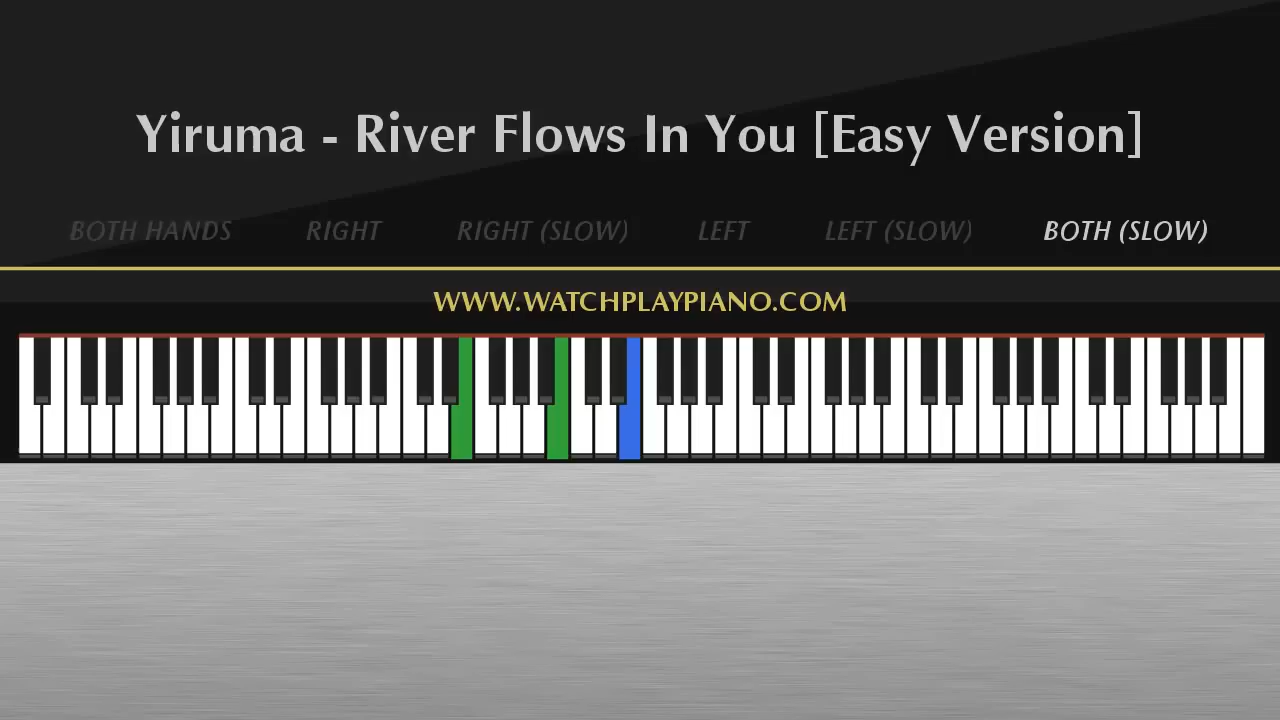 Yiruma - River Flows In You [Easy Version]
BOTH HANDS RIGHT RIGHT (SLOW) LEFT LEFT (SLOW) BOTH (SLOW)
WWW.WATCHPLAYPIANO.COM